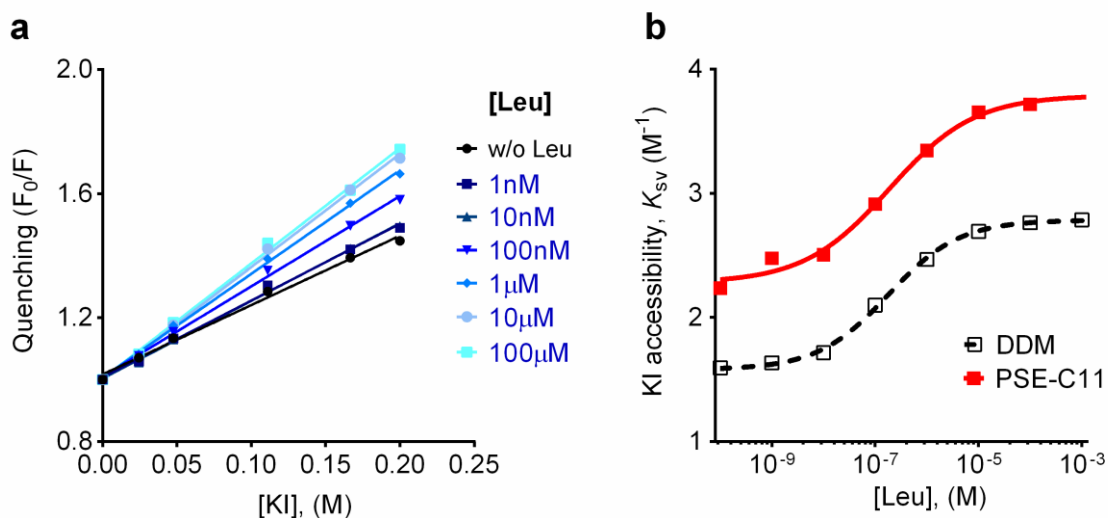 a
Quenching (F₀/F)
2.0
1.6
1.2
0.8
0.00 0.05 0.10 0.15 0.20 0.25
[KI], (M)
[Leu]
w/o Leu
1nM
10nM
100nM
1μM
10μM
100μM
b
KI accessibility, Kₛᵥ (M⁻¹)
4
3
2
1
10⁻⁹ 10⁻⁷ 10⁻⁵ 10⁻³
[Leu], (M)
DDM
PSE-C11